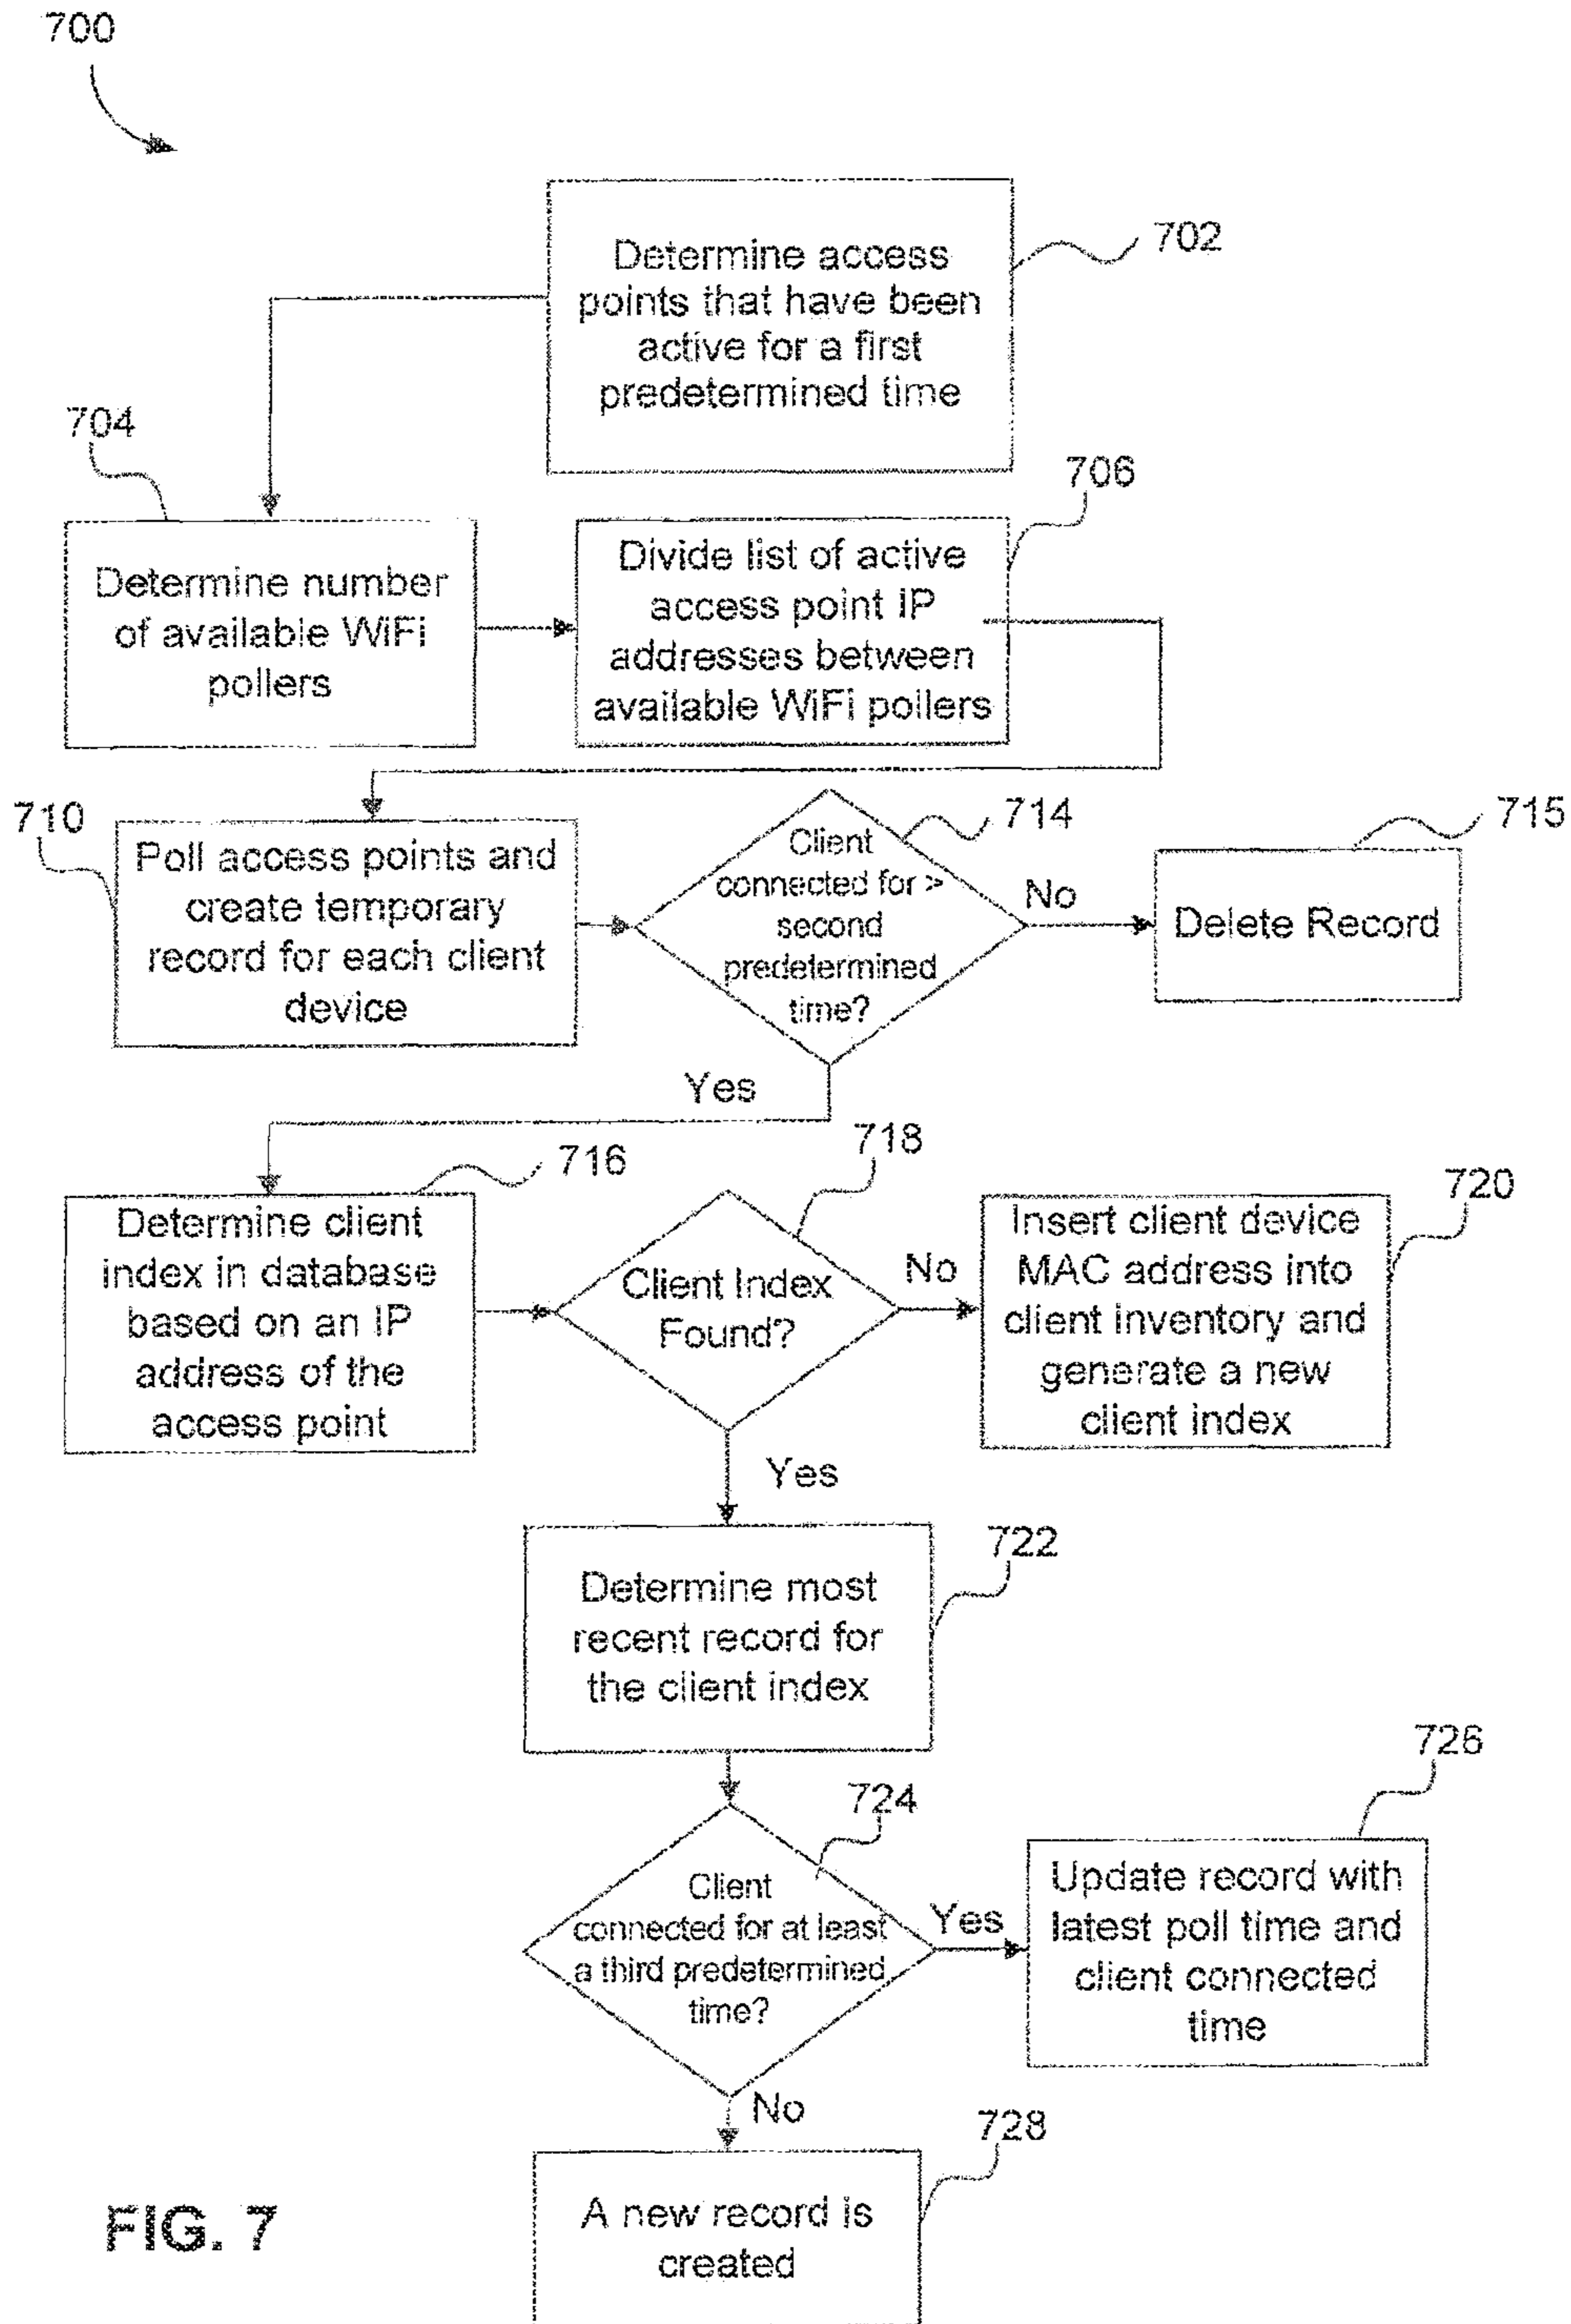 700
Determine access
points that have been
active for a first
predetermined time
702
704
Determine number
of available WiFi
pollers
706
Divide list of active
access point IP
addresses between
available WiFi pollers
710
Poll access points and
create temporary
record for each client
device
714
Client
connected for >
second
predetermined
time?
No
715
Delete Record
Yes
716
Determine client
index in database
based on an IP
address of the
access point
718
Client Index
Found?
No
720
Insert client device
MAC address into
client inventory and
generate a new
client index
Yes
722
Determine most
recent record for
the client index
724
Client
connected for at least
a third predetermined
time?
Yes
726
Update record with
latest poll time and
client connected
time
No
728
A new record is
created
FIG. 7